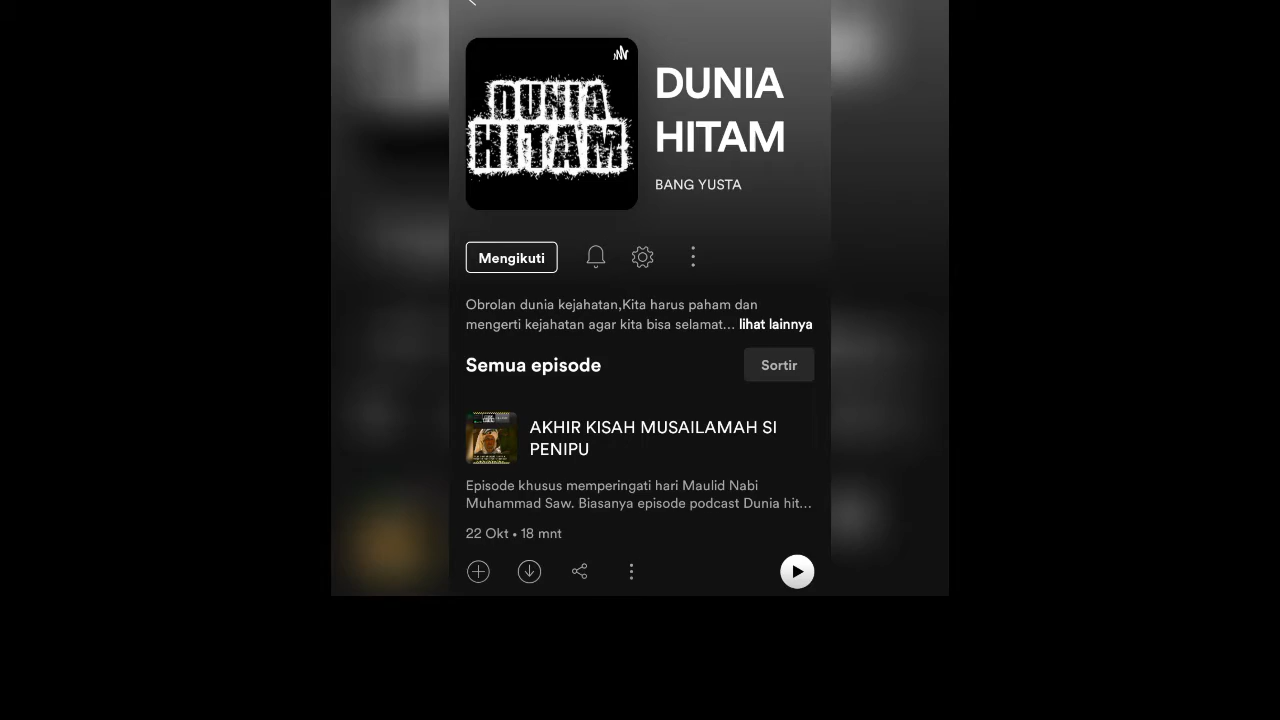 DUNIA
HITAM
DUNIA
HITAM
BANG YUSTA
Mengikuti
Obrolan dunia kejahatan,Kita harus paham dan
mengerti kejahatan agar kita bisa selamat... lihat lainnya
Semua episode
Sortir
AKHIR KISAH MUSAILAMAH SI
PENIPU
Episode khusus memperingati hari Maulid Nabi
Muhammad Saw. Biasanya episode podcast Dunia hit...
22 Okt • 18 mnt